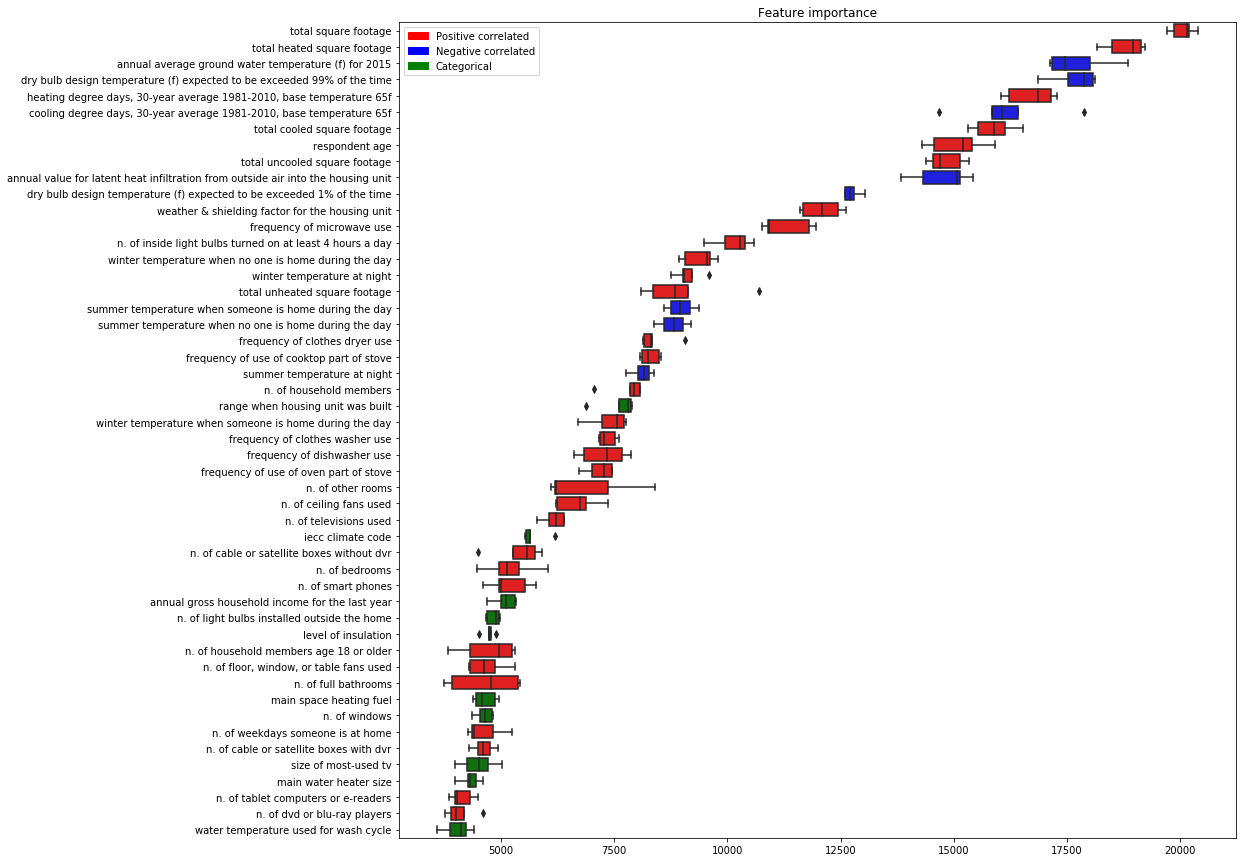 Feature importance
Positive correlated
Negative correlated
Categorical
total square footage
total heated square footage
annual average ground water temperature (f) for 2015
dry bulb design temperature (f) expected to be exceeded 99% of the time
heating degree days, 30-year average 1981-2010, base temperature 65f
cooling degree days, 30-year average 1981-2010, base temperature 65f
total cooled square footage
respondent age
total uncooled square footage
annual value for latent heat infiltration from outside air into the housing unit
dry bulb design temperature (f) expected to be exceeded 1% of the time
weather & shielding factor for the housing unit
frequency of microwave use
n. of inside light bulbs turned on at least 4 hours a day
winter temperature when no one is home during the day
winter temperature at night
total unheated square footage
summer temperature when someone is home during the day
summer temperature when no one is home during the day
frequency of clothes dryer use
frequency of use of cooktop part of stove
summer temperature at night
n. of household members
range when housing unit was built
winter temperature when someone is home during the day
frequency of clothes washer use
frequency of dishwasher use
frequency of use of oven part of stove
n. of other rooms
n. of ceiling fans used
n. of televisions used
iecc climate code
n. of cable or satellite boxes without dvr
n. of bedrooms
n. of smart phones
annual gross household income for the last year
n. of light bulbs installed outside the home
level of insulation
n. of household members age 18 or older
n. of floor, window, or table fans used
n. of full bathrooms
main space heating fuel
n. of windows
n. of weekdays someone is at home
n. of cable or satellite boxes with dvr
size of most-used tv
main water heater size
n. of tablet computers or e-readers
n. of dvd or blu-ray players
water temperature used for wash cycle
5000 7500 10000 12500 15000 17500 20000